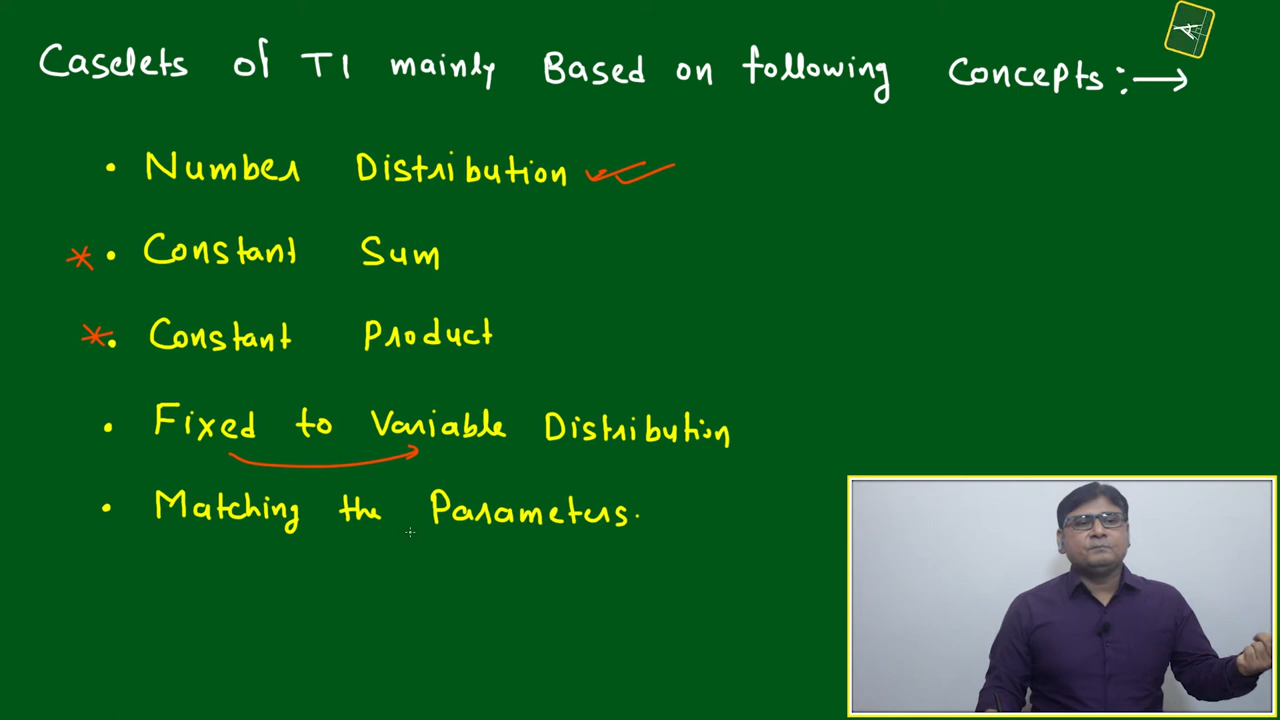 Caselets of TI mainly Based on following Concepts:→
• Number Distribution
• Constant Sum
• Constant Product
• Fixed to Variable Distribution
• Matching the Parameters.